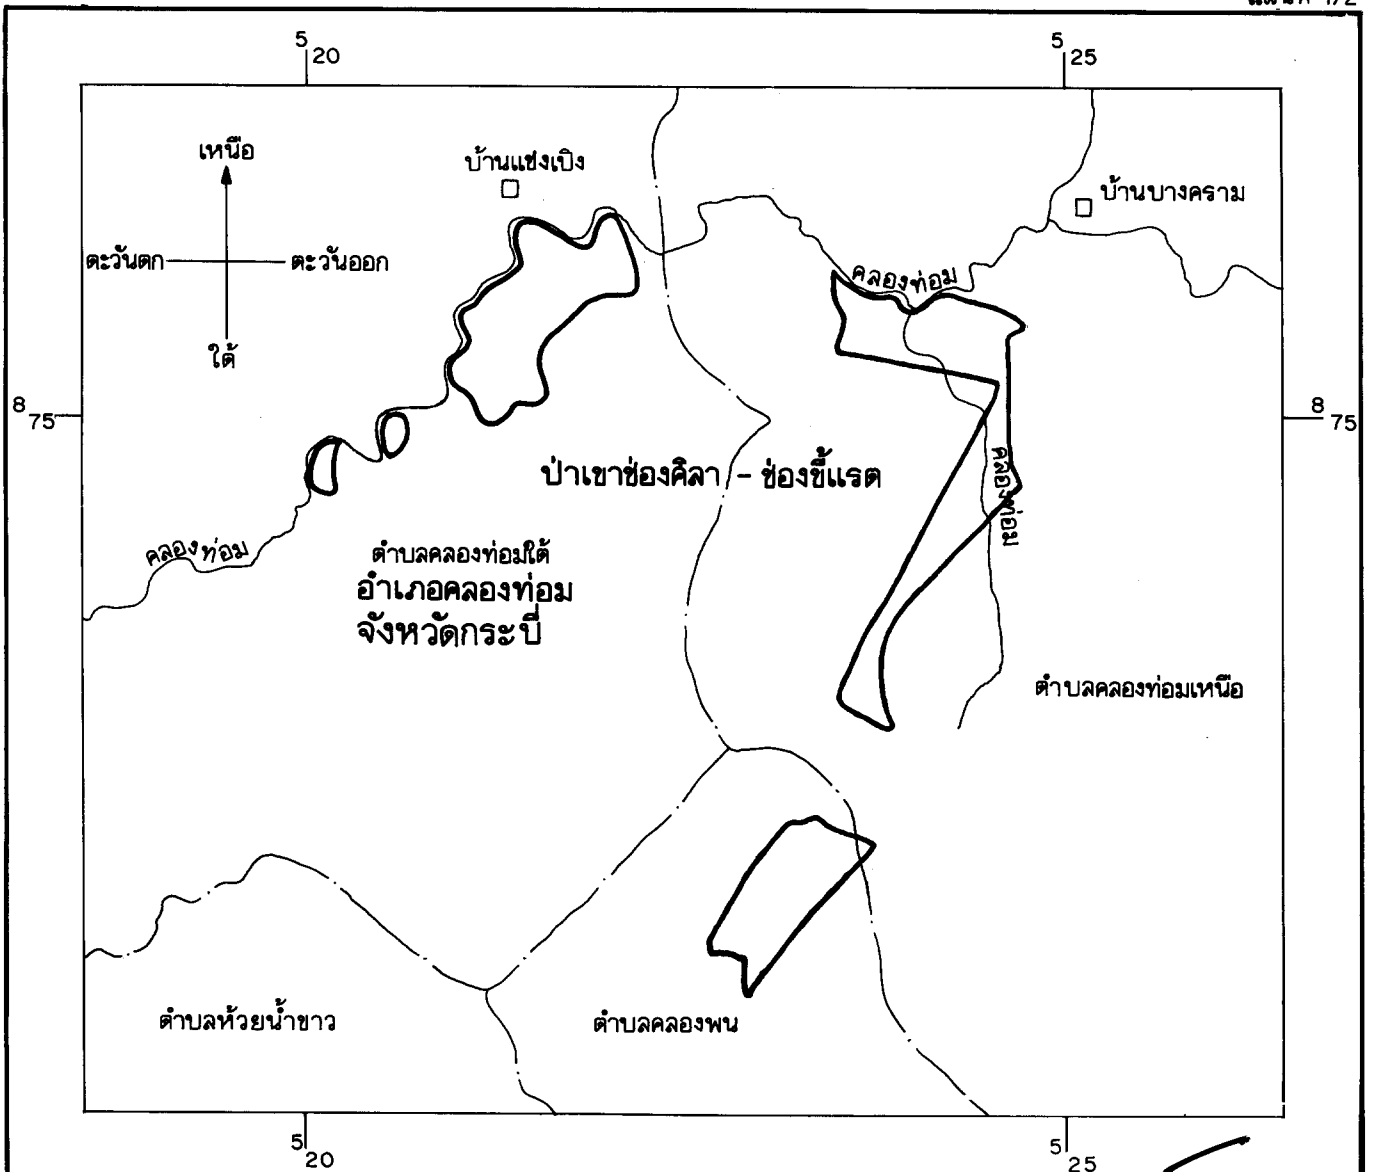 5 20
5 25
เหนือ
บ้านแช่งเปิง
บ้านบางคราม
ตะวันตก
ตะวันออก
คลองท่อม
ใต้
8 75
8 75
ป่าเขาช่องศิลา - ช่องขี้แรต
คลองท่อม
คลองท่อม
ตำบลคลองท่อมใต้
อำเภอคลองท่อม
จังหวัดกระบี่
ตำบลคลองท่อมเหนือ
ตำบลห้วยน้ำขาว
ตำบลคลองพน
5 20
5 25